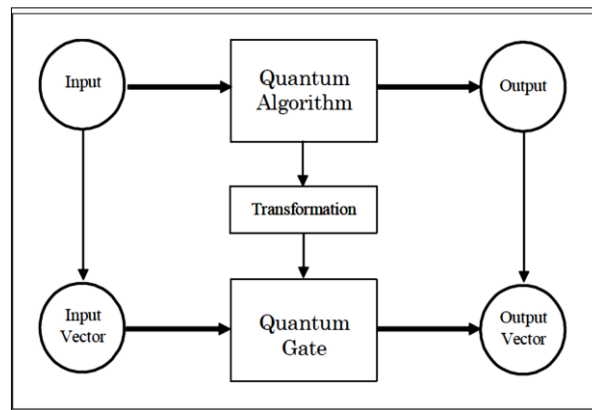 Input
Quantum
Algorithm
Output
Transformation
Input
Vector
Quantum
Gate
Output
Vector